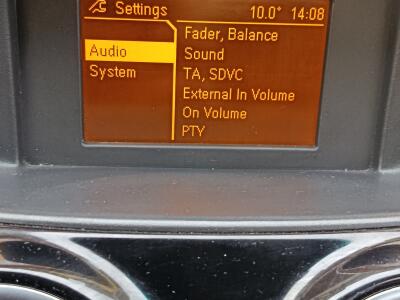 Settings 10.0° 14:08
Audio
System
Fader, Balance
Sound
TA, SDVC
External In Volume
On Volume
PTY